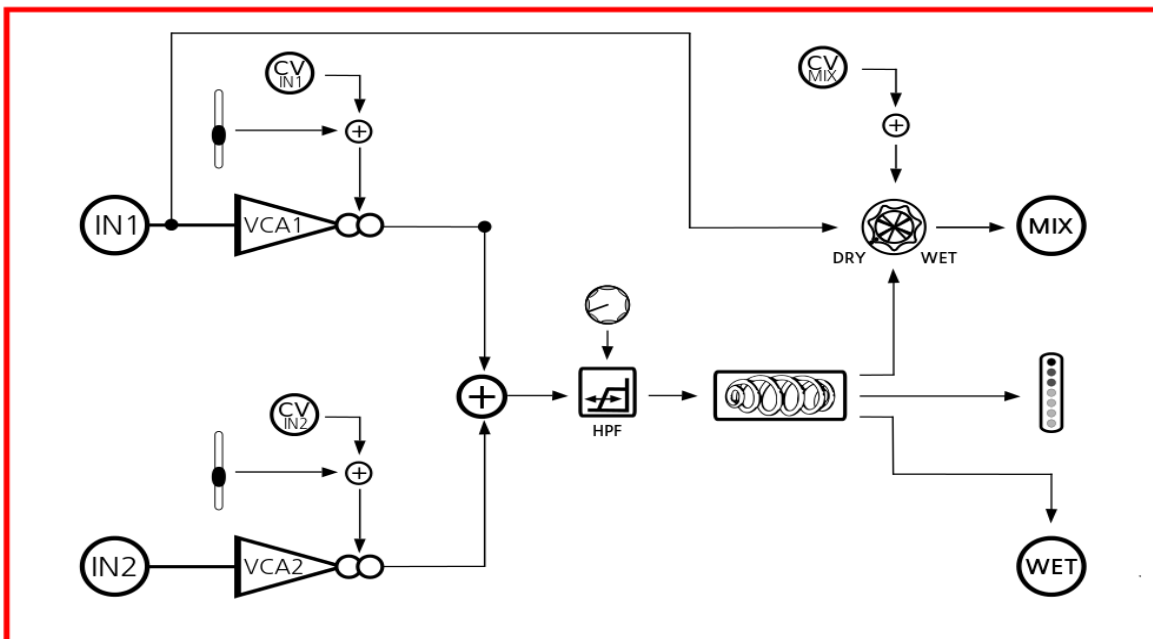 CV
IN1
CV
MIX
IN1
VCA1
DRY
WET
MIX
HPF
CV
IN2
IN2
VCA2
WET